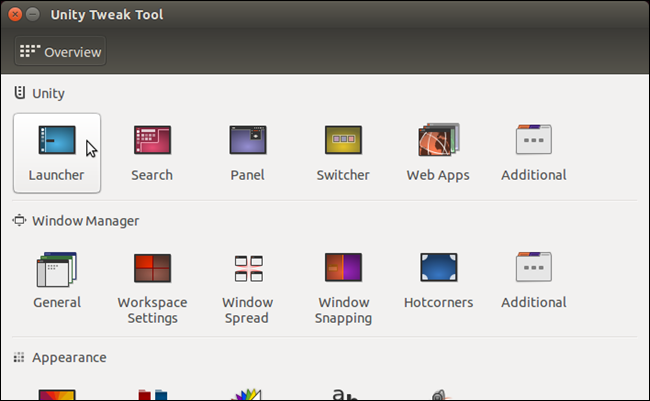 Unity Tweak Tool
Overview
Unity
Launcher Search Panel Switcher Web Apps Additional
Window Manager
General Workspace Window Window Hotcorners Additional
Settings Spread Snapping
Appearance
ab